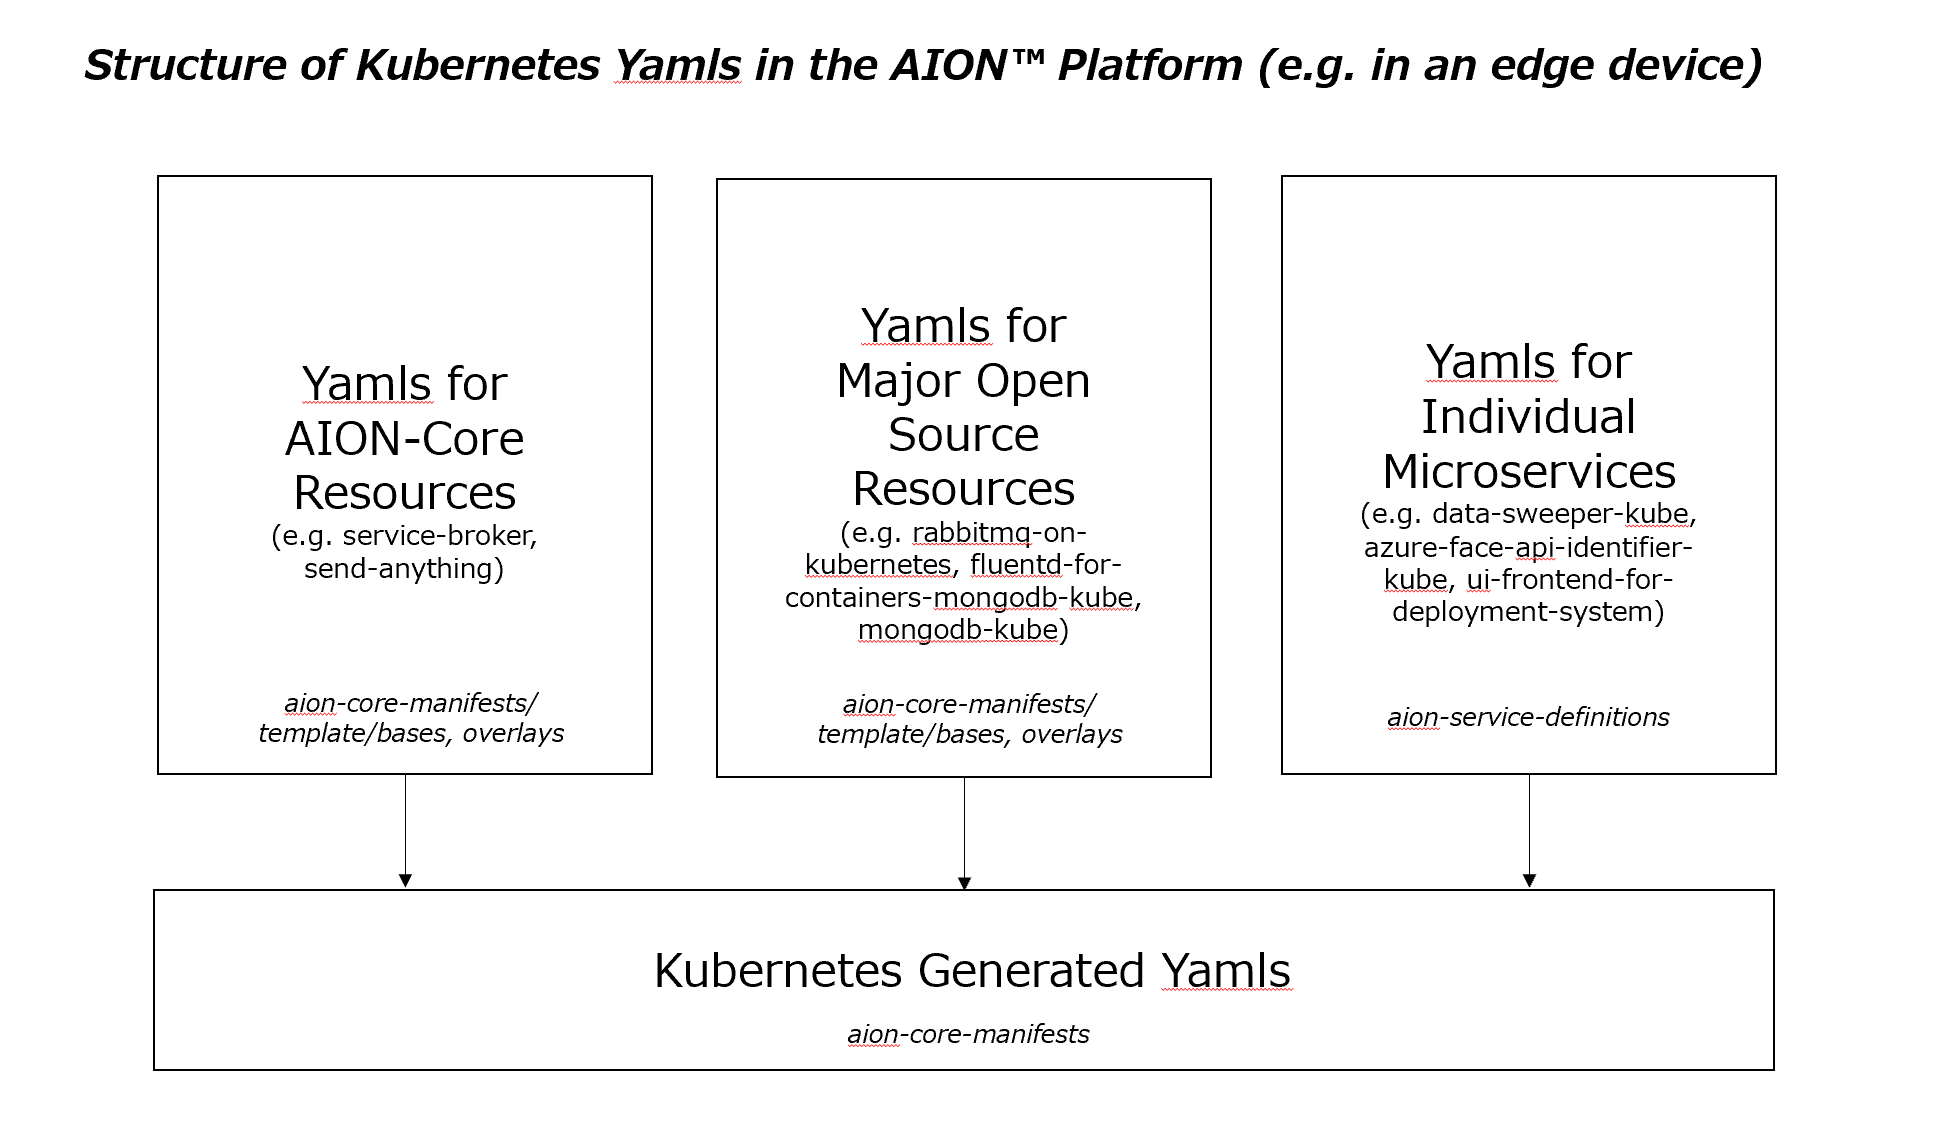 Structure of Kubernetes Yamls in the AION™ Platform (e.g. in an edge device)
Yamls for
AION-Core
Resources
(e.g. service-broker,
send-anything)
aion-core-manifests/
template/bases, overlays
Yamls for
Major Open
Source
Resources
(e.g. rabbitmq-on-
kubernetes, fluentd-for-
containers-mongodb-kube,
mongodb-kube)
aion-core-manifests/
template/bases, overlays
Yamls for
Individual
Microservices
(e.g. data-sweeper-kube,
azure-face-api-identifier-
kube, ui-frontend-for-
deployment-system)
aion-service-definitions
Kubernetes Generated Yamls
aion-core-manifests